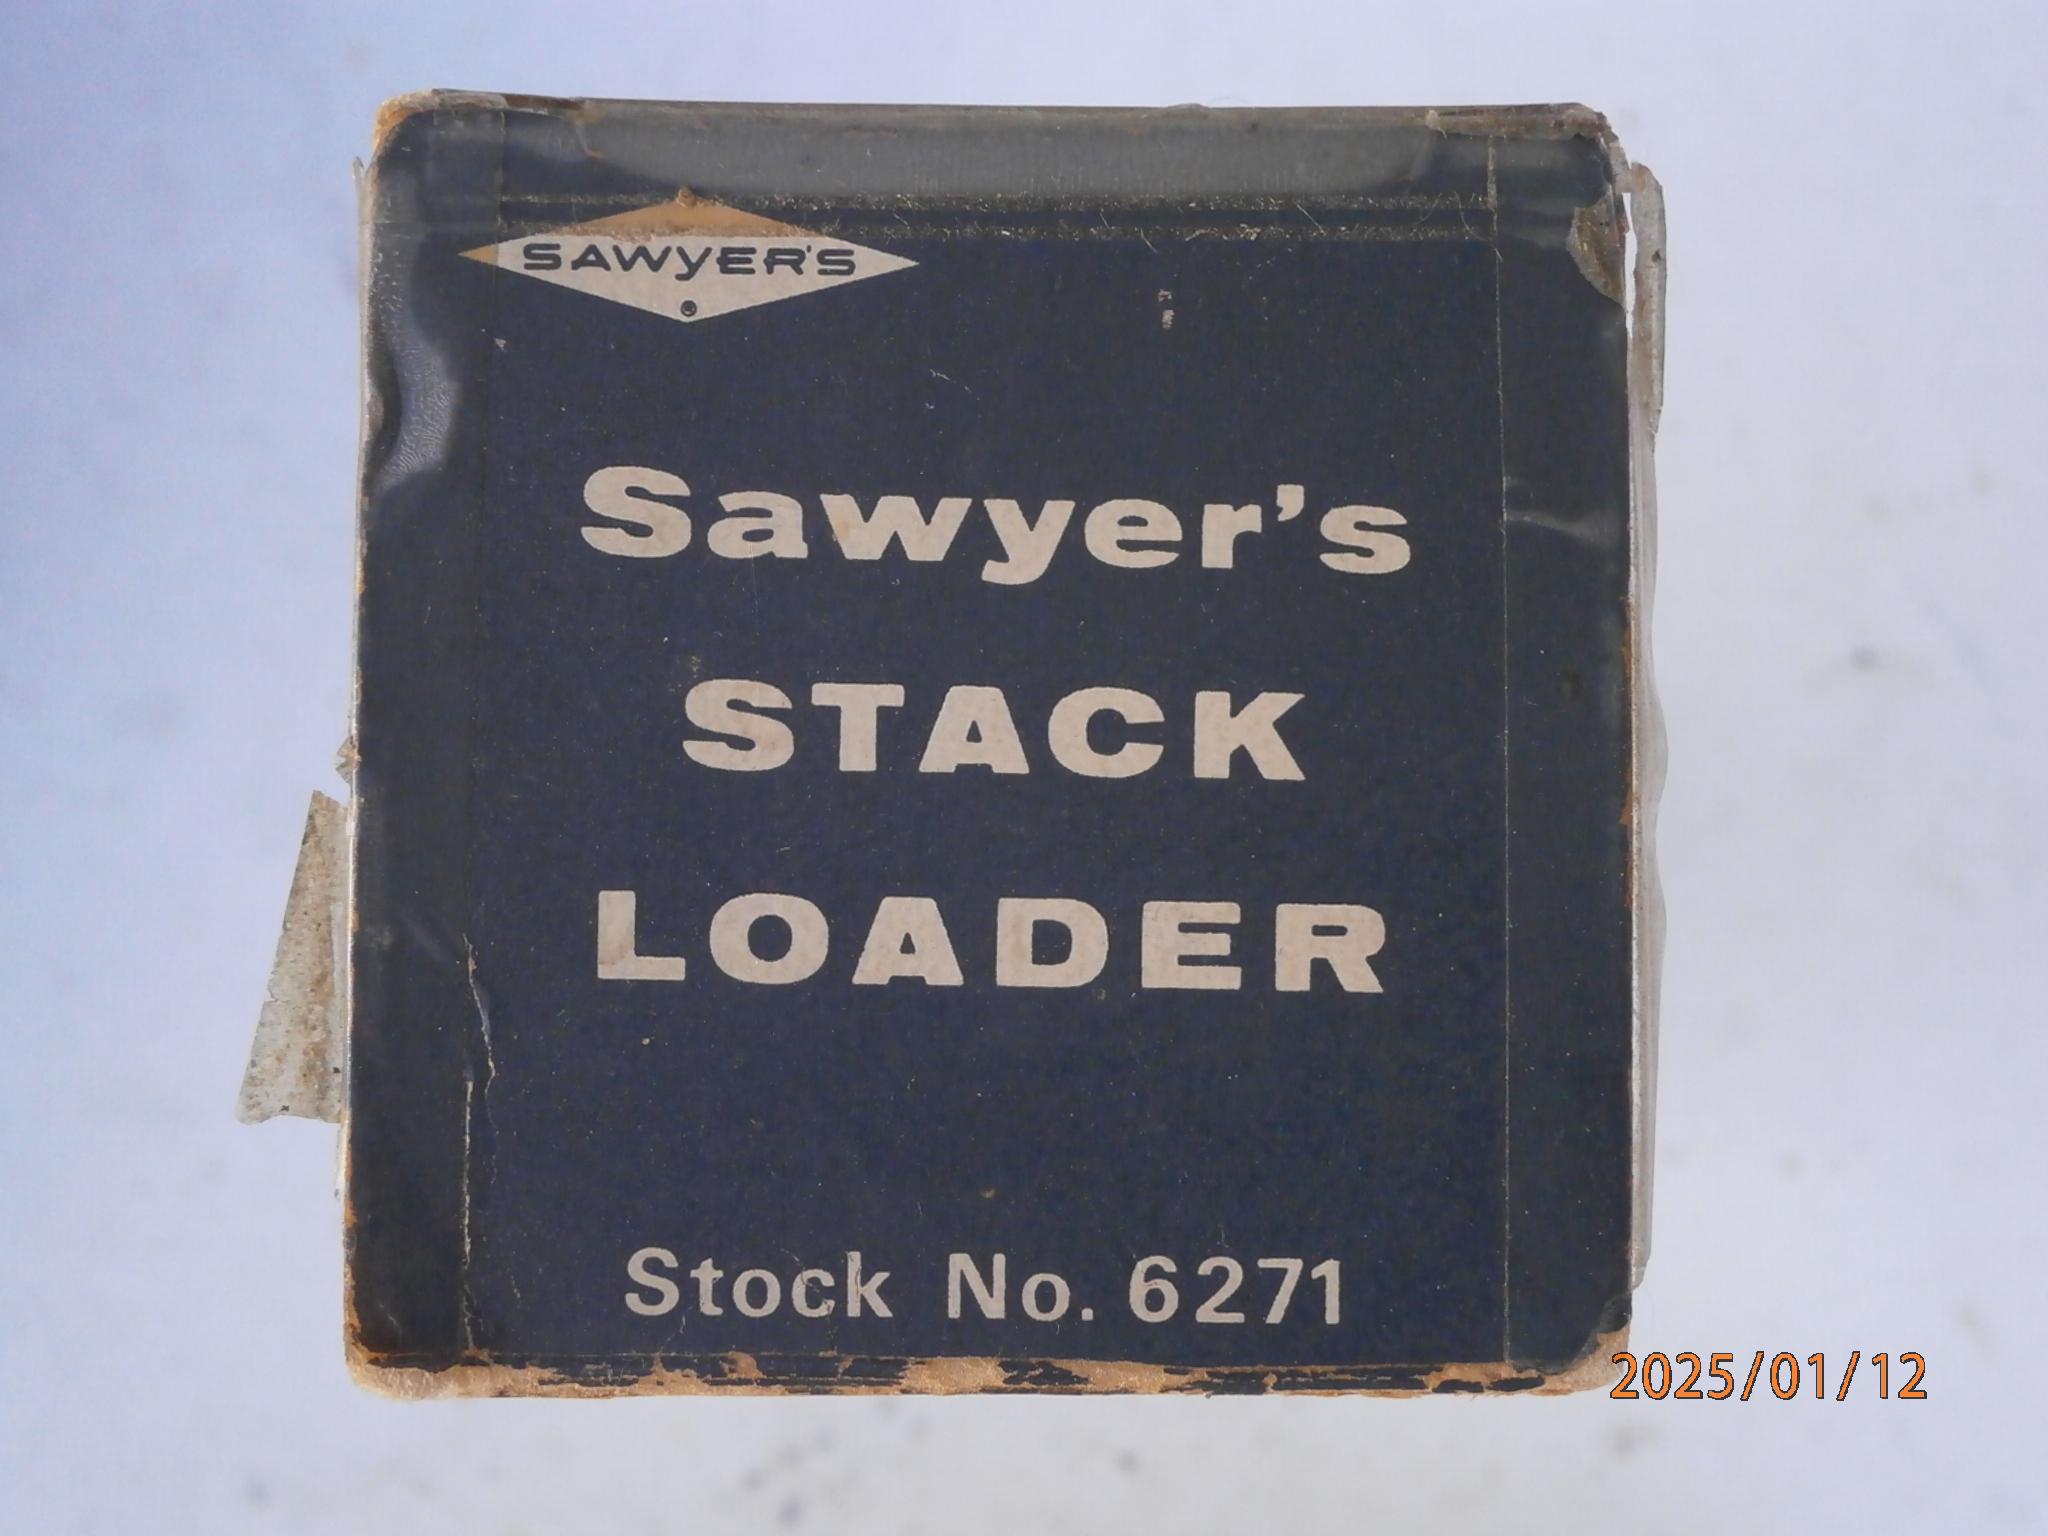 SAWYER'S
®
Sawyer's
STACK
LOADER
Stock No. 6271
2025/01/12